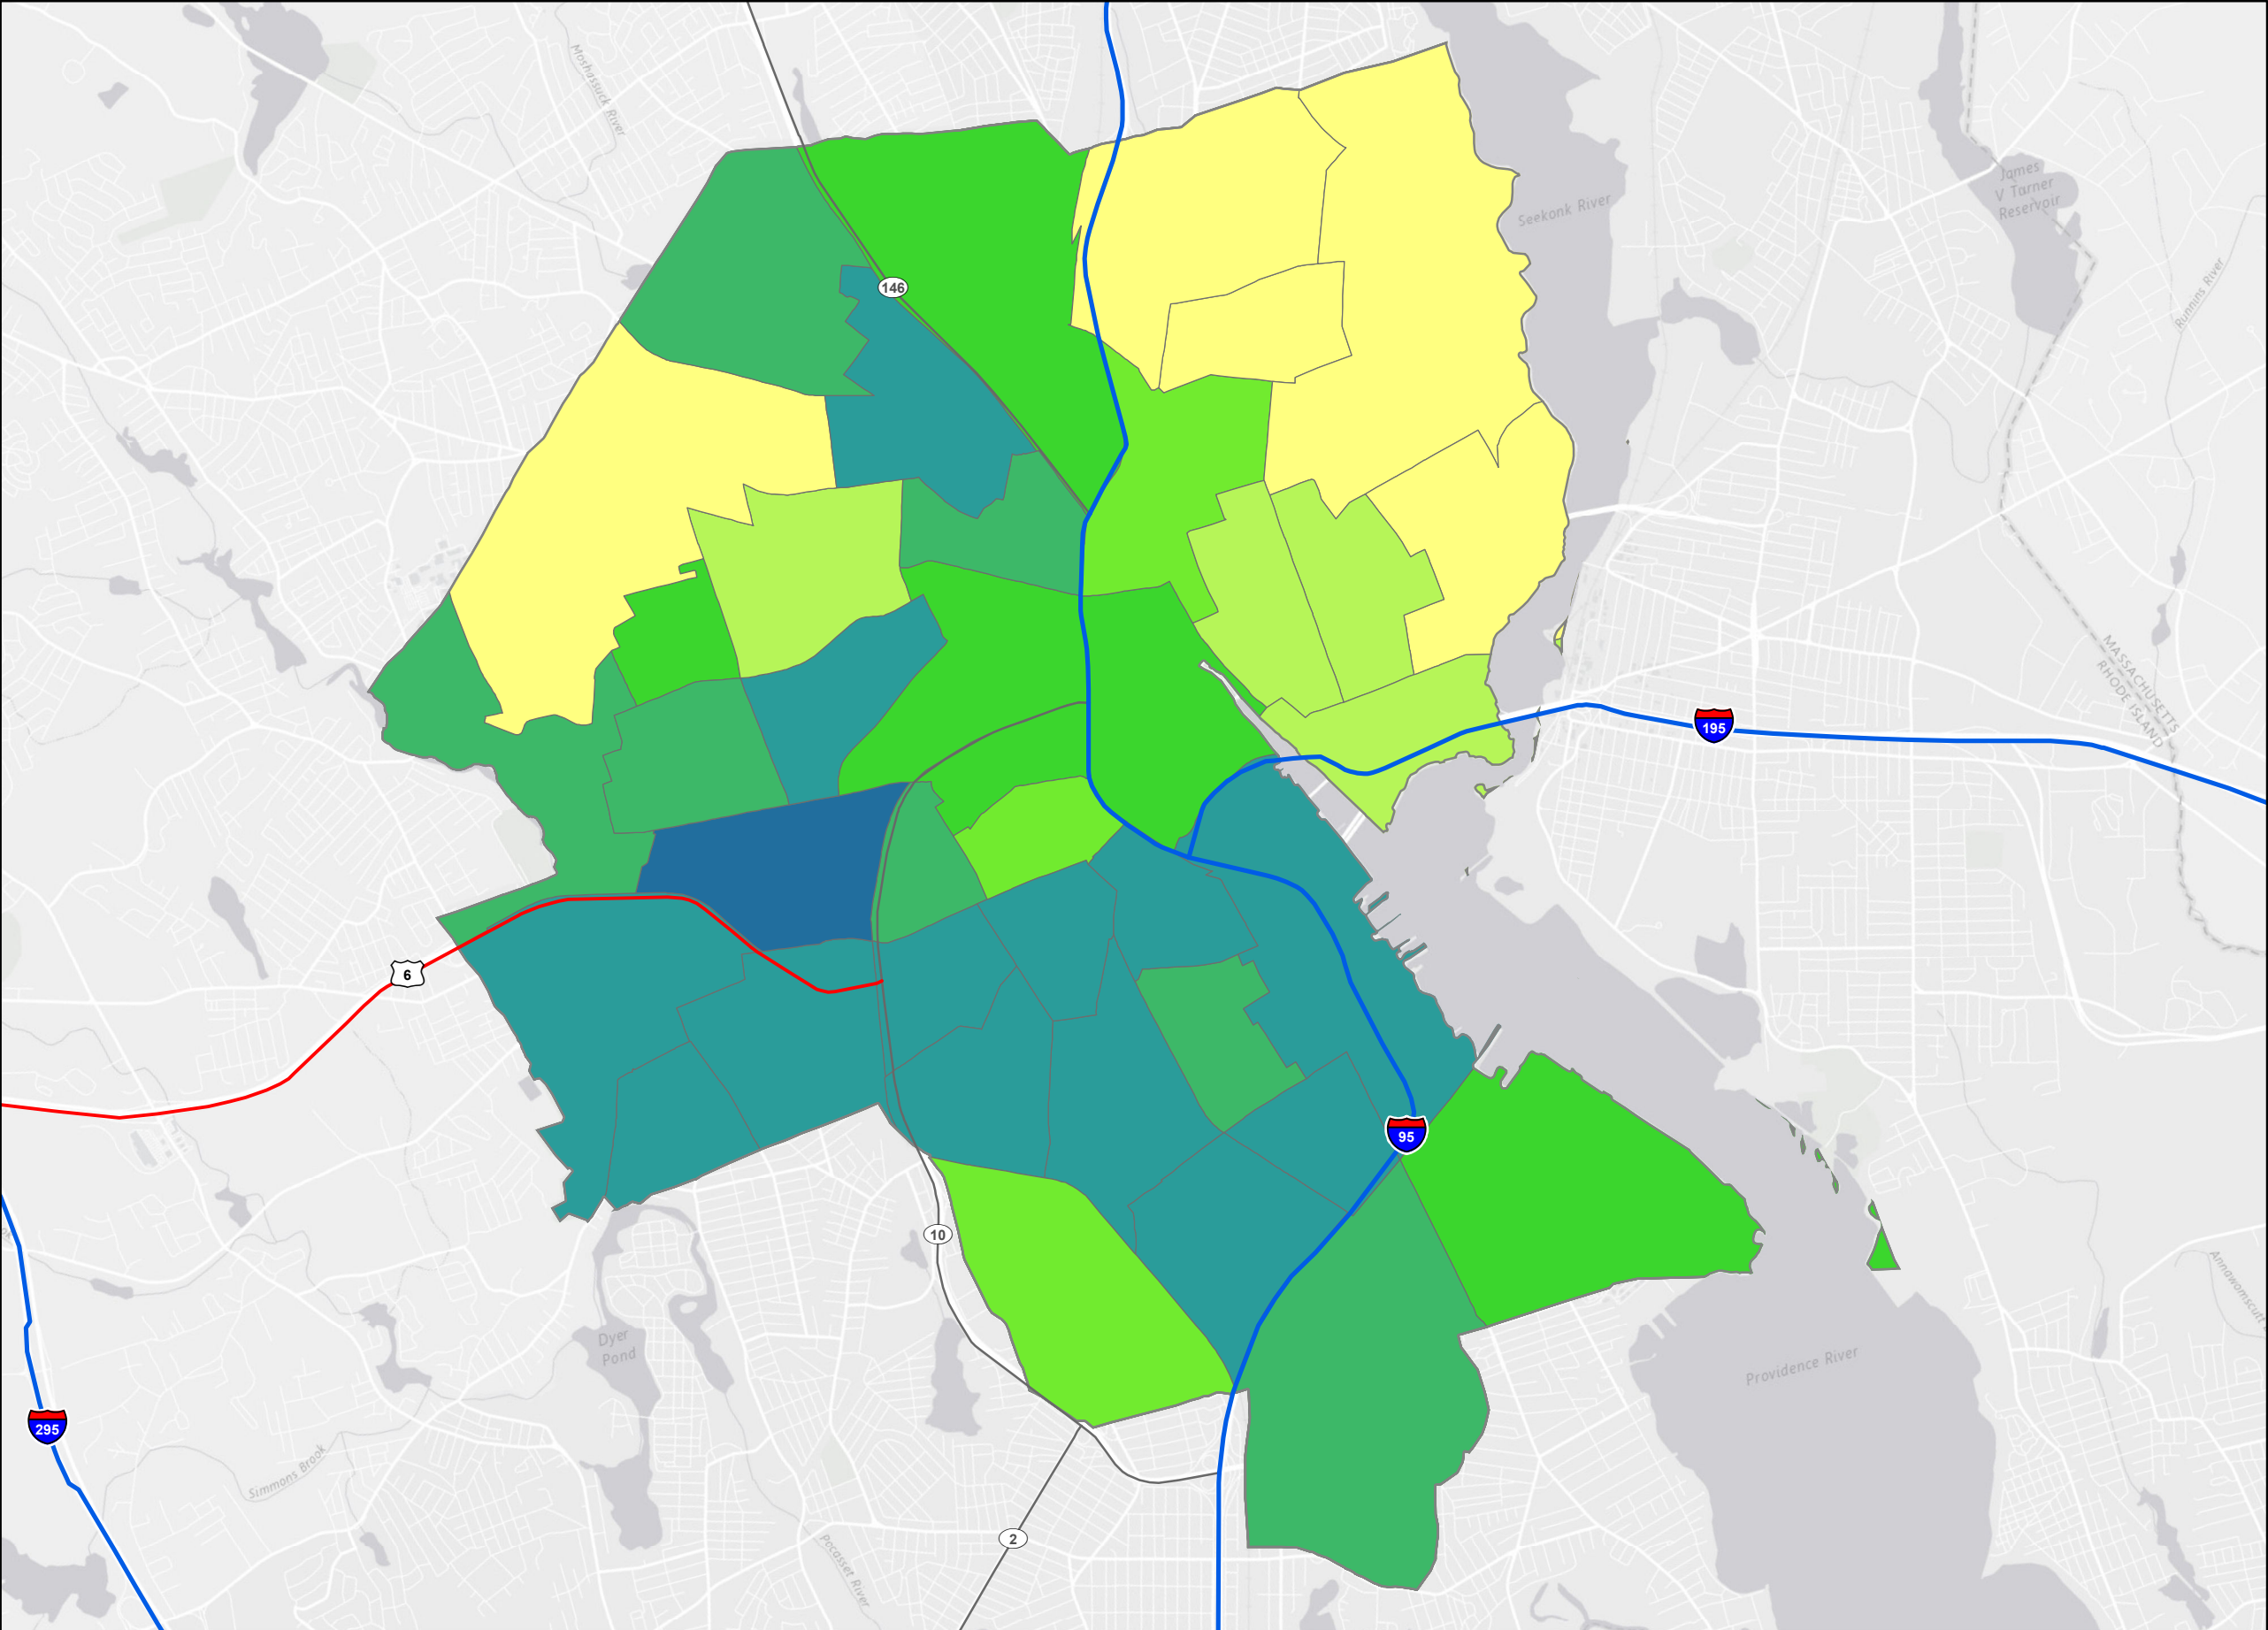 Moshassuck River
James
V Tarner
Reservoir
Seekonk River
146
Runnins River
MASSACHUSETTS
RHODE ISLAND
195
6
95
10
Annawomscutt
Dyer
Pond
Providence River
295
Simmons Brook
2
Pocasset River